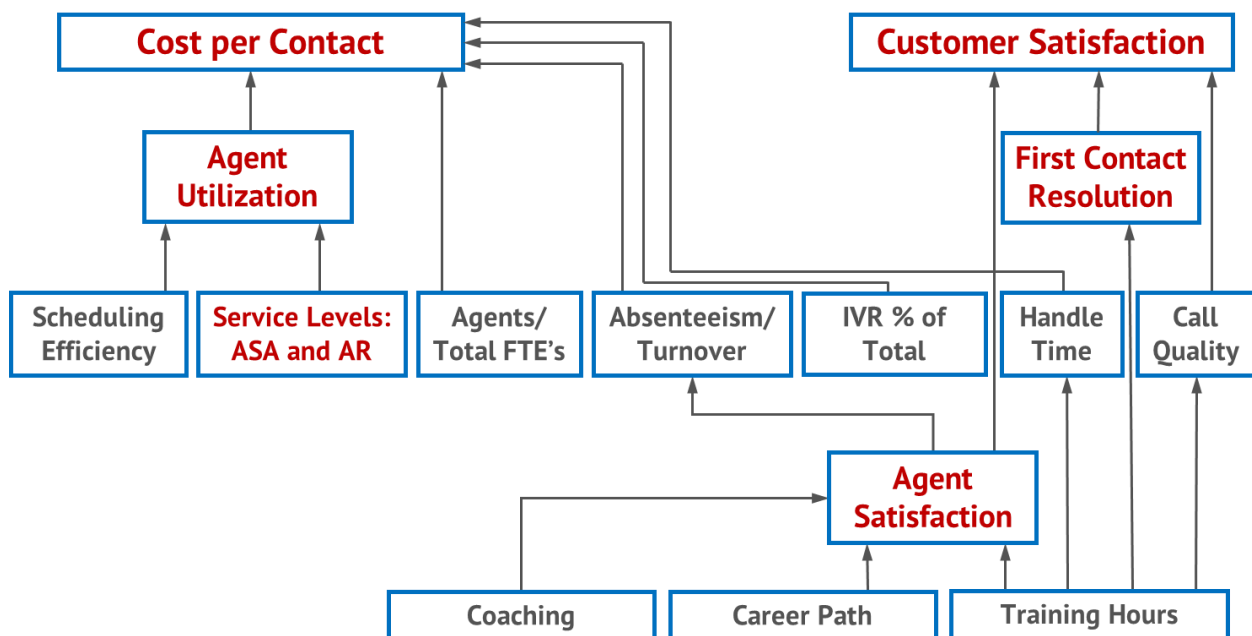 Cost per Contact
Customer Satisfaction
Agent
Utilization
First Contact
Resolution
Scheduling
Efficiency
Service Levels:
ASA and AR
Agents/
Total FTE’s
Absenteeism/
Turnover
IVR % of
Total
Handle
Time
Call
Quality
Agent
Satisfaction
Coaching
Career Path
Training Hours